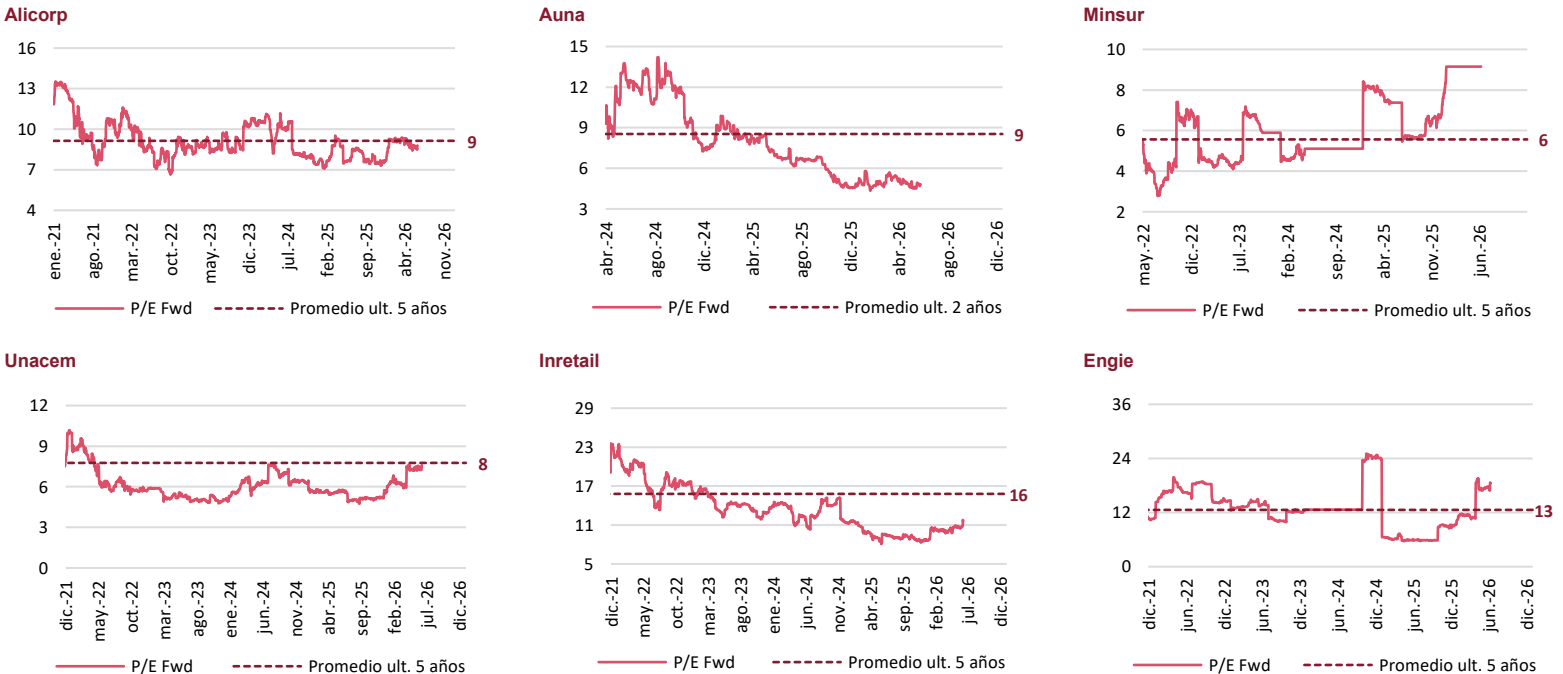 Alicorp
16
13
10
7
4
9
ene.-21
ago.-21
mar.-22
oct.-22
may.-23
dic.-23
jul.-24
feb.-25
sep.-25
abr.-26
nov.-26
P/E Fwd
Promedio ult. 5 años
Auna
15
12
9
6
3
9
abr.-24
ago.-24
dic.-24
abr.-25
ago.-25
dic.-25
abr.-26
ago.-26
dic.-26
P/E Fwd
Promedio ult. 2 años
Minsur
10
8
6
4
2
6
may.-22
dic.-22
jul.-23
feb.-24
sep.-24
abr.-25
nov.-25
jun.-26
P/E Fwd
Promedio ult. 5 años
Unacem
12
9
6
3
0
8
dic.-21
may.-22
oct.-22
mar.-23
ago.-23
ene.-24
jun.-24
nov.-24
abr.-25
sep.-25
feb.-26
jul.-26
dic.-26
P/E Fwd
Promedio ult. 5 años
Inretail
29
23
17
11
5
16
dic.-21
may.-22
oct.-22
mar.-23
ago.-23
ene.-24
jun.-24
nov.-24
abr.-25
sep.-25
feb.-26
jul.-26
dic.-26
P/E Fwd
Promedio ult. 5 años
Engie
36
24
12
0
13
dic.-21
jun.-22
dic.-22
jun.-23
dic.-23
jun.-24
dic.-24
jun.-25
dic.-25
jun.-26
dic.-26
P/E Fwd
Promedio ult. 5 años